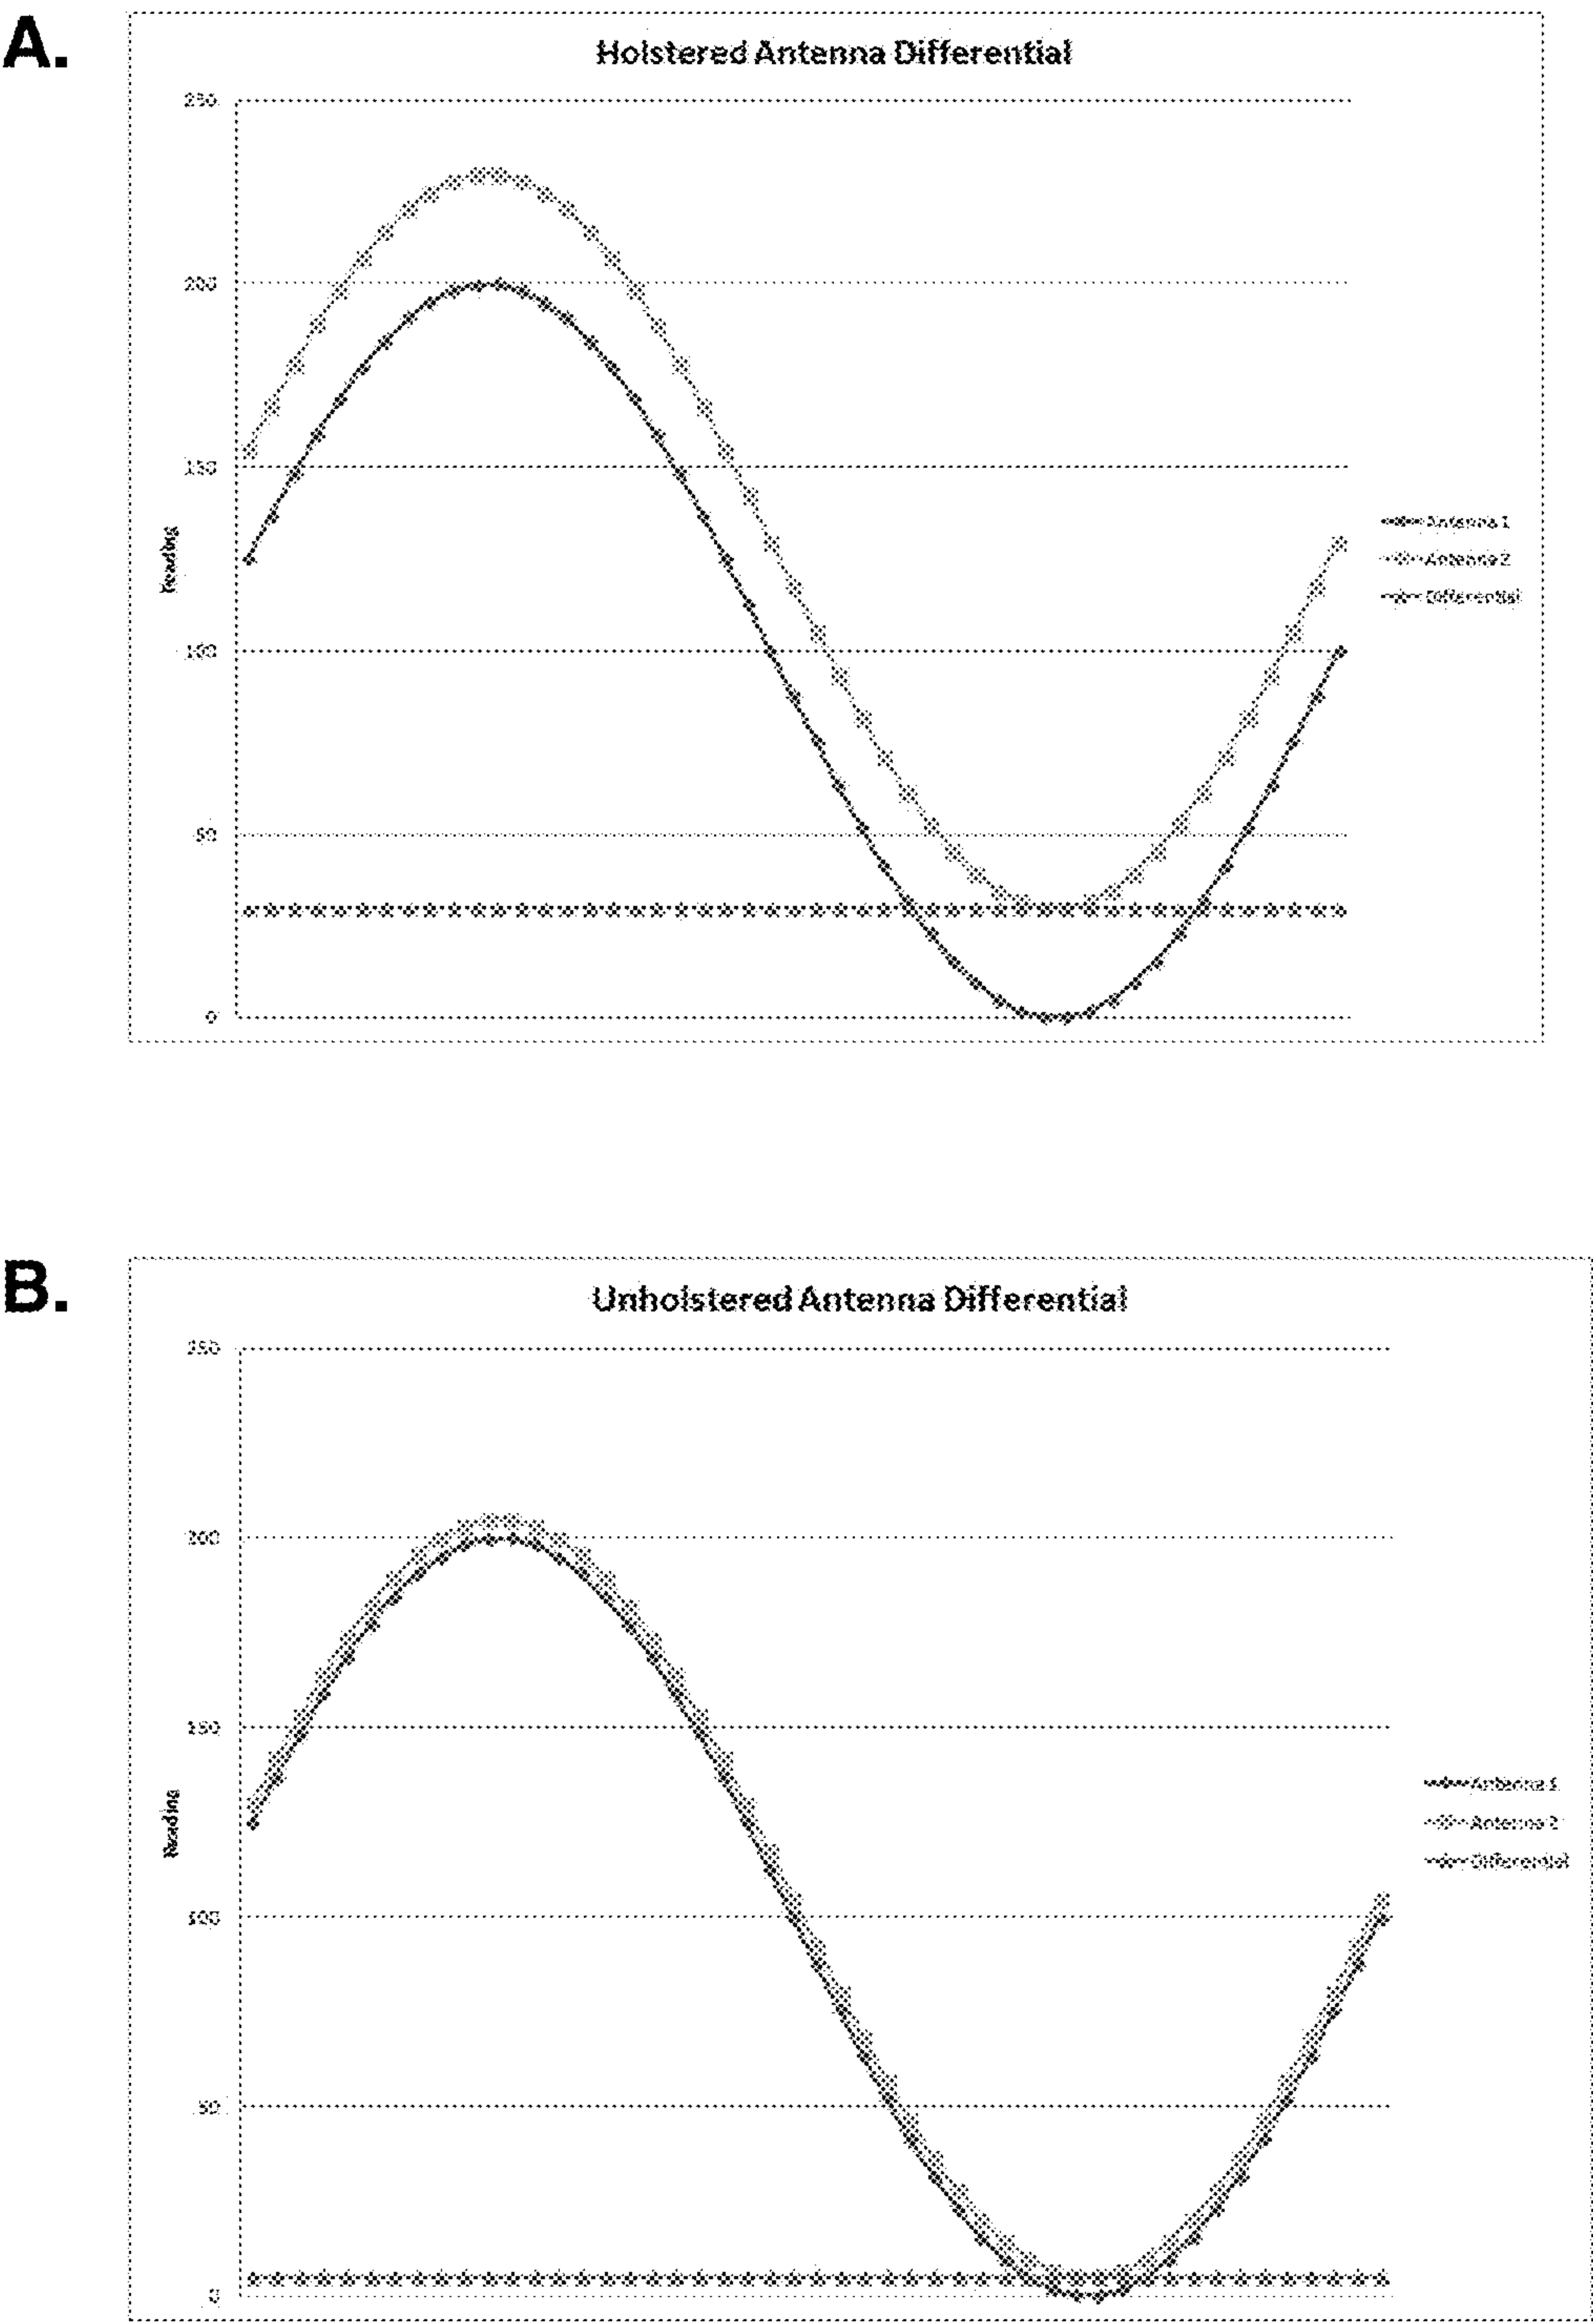 A.
Holstered Antenna Differential
250
200
150
100
50
0
Reading
Antenna 1
Antenna 2
Differential
B.
Unholstered Antenna Differential
250
200
150
100
50
0
Reading
Antenna 1
Antenna 2
Differential